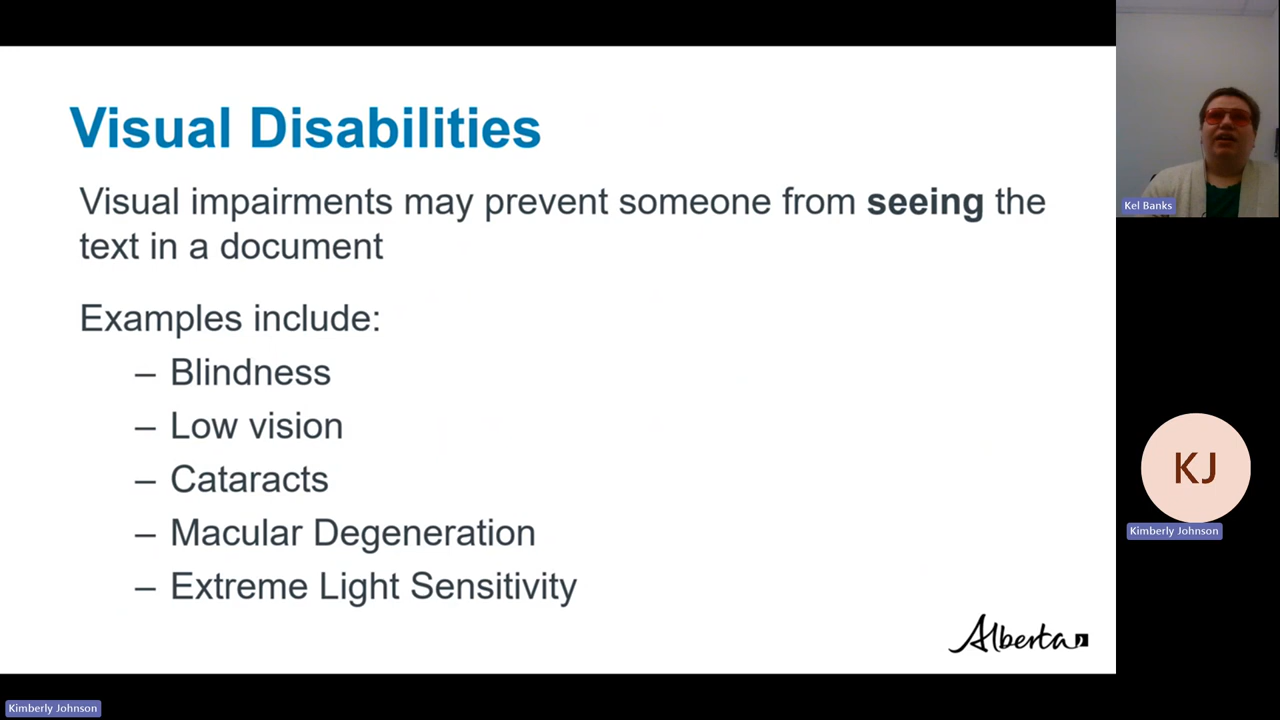 Visual Disabilities
Visual impairments may prevent someone from seeing the
text in a document
Examples include:
– Blindness
– Low vision
– Cataracts
– Macular Degeneration
– Extreme Light Sensitivity
Alberta
Kel Banks
KJ
Kimberly Johnson
Kimberly Johnson